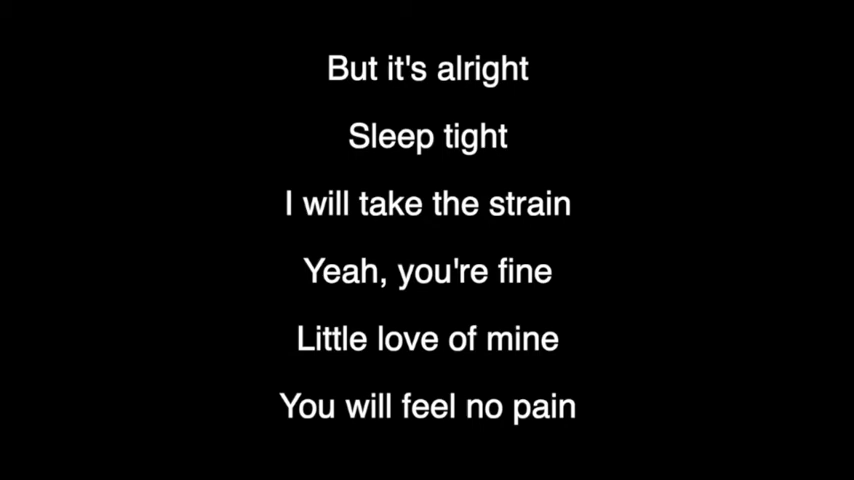 But it's alright
Sleep tight
I will take the strain
Yeah, you're fine
Little love of mine
You will feel no pain